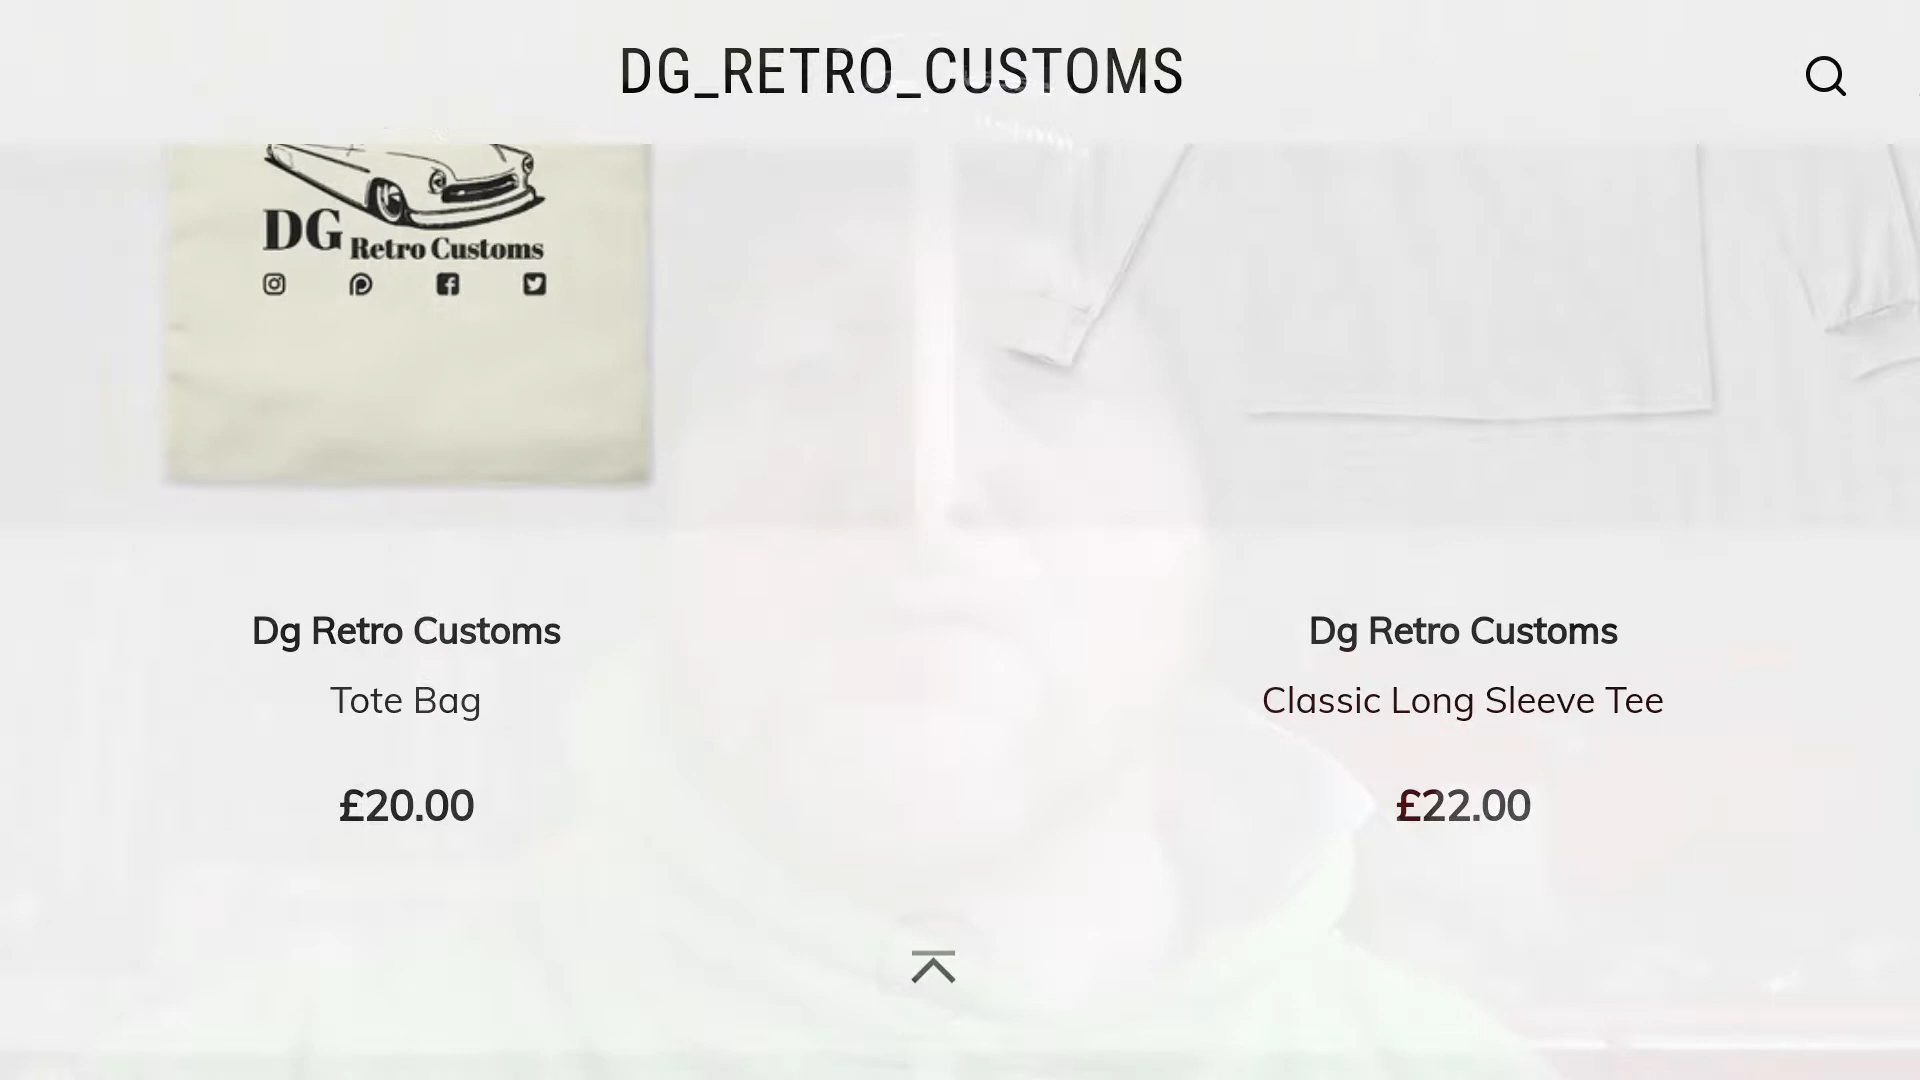 DG_RETRO_CUSTOMS
DG Retro Customs
Dg Retro Customs
Tote Bag
£20.00
Dg Retro Customs
Classic Long Sleeve Tee
£22.00